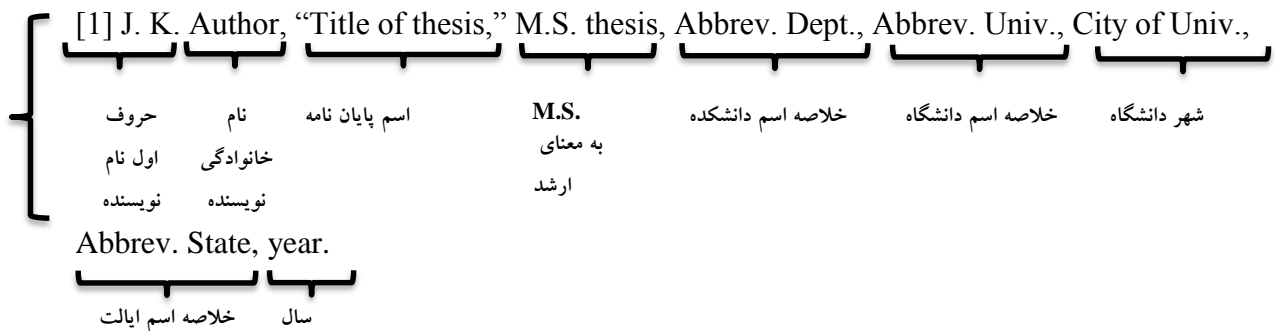 [1] J. K. Author, “Title of thesis,” M.S. thesis, Abbrev. Dept., Abbrev. Univ., City of Univ.,
حروف
اول نام
نویسنده
نام
خانوادگی
نویسنده
اسم پایان نامه
M.S.
به معنای
ارشد
خلاصه اسم دانشکده
خلاصه اسم دانشگاه
شهر دانشگاه
Abbrev. State, year.
خلاصه اسم ایالت
سال